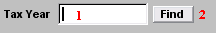 Tax Year 1 Find 2